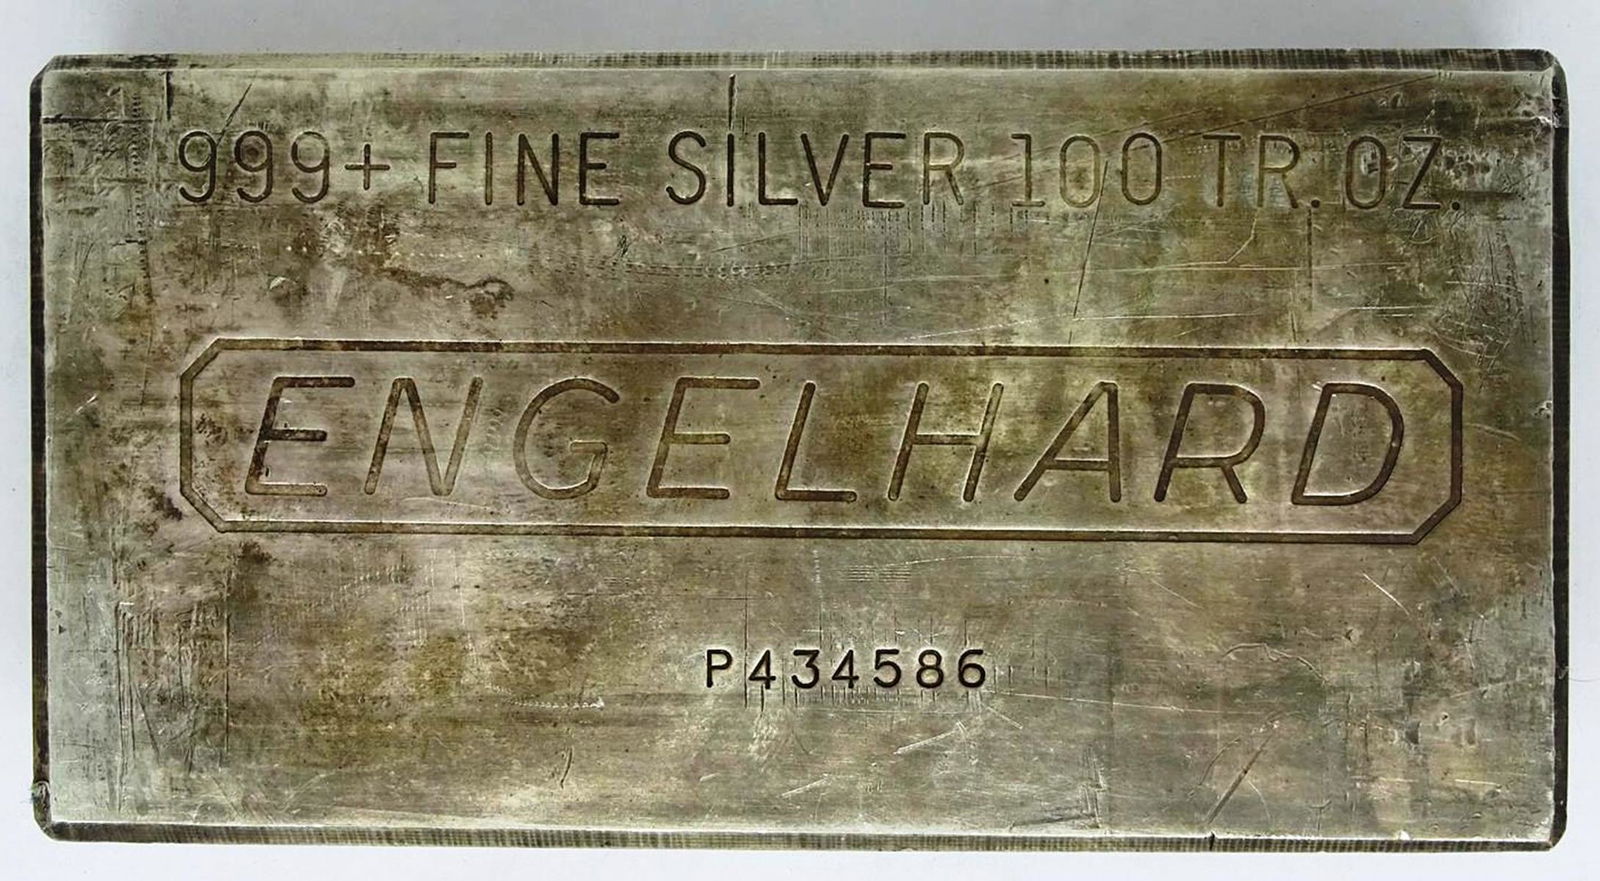 999+ FINE SILVER 100 TR. OZ.
ENGELHARD
P434586